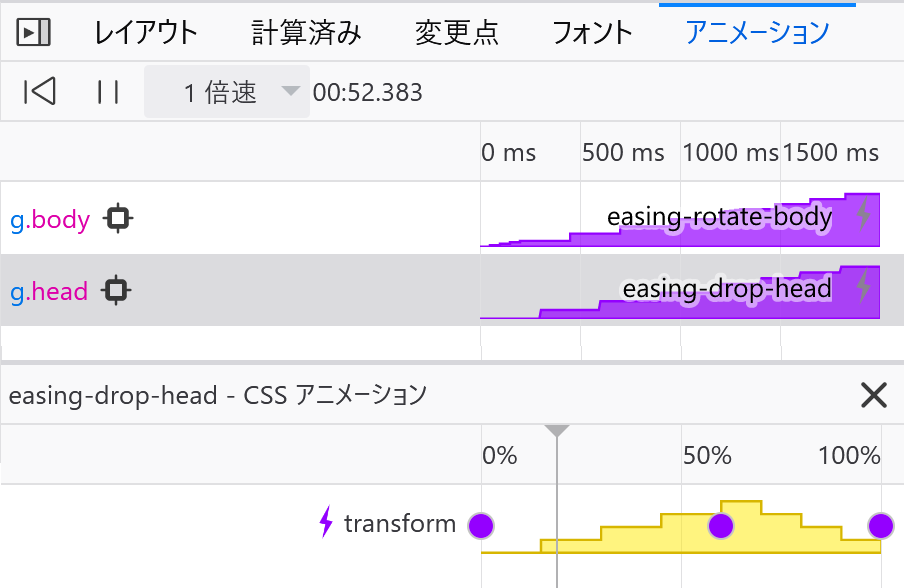 レイアウト 計算済み 変更点 フォント アニメーション
1 倍速 00:52.383
0 ms 500 ms 1000 ms 1500 ms
g.body easing-rotate-body
g.head easing-drop-head
easing-drop-head - CSS アニメーション
0% 50% 100%
transform